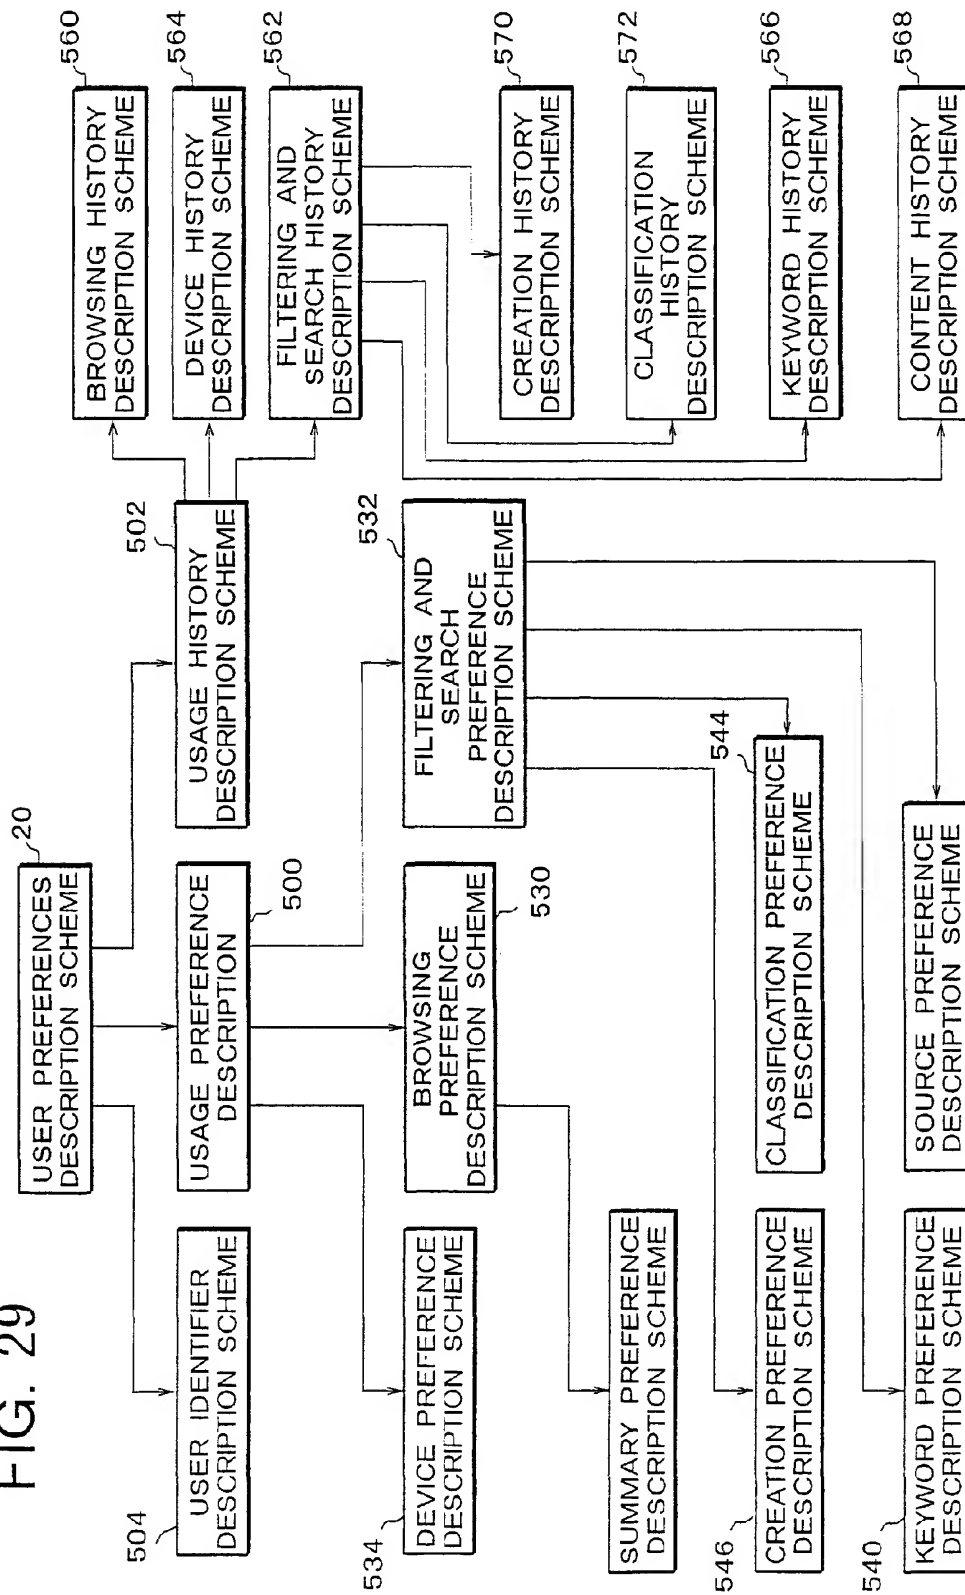 FIG. 29
USER PREFERENCES
DESCRIPTION SCHEME
20
504
USER IDENTIFIER
DESCRIPTION SCHEME
USAGE PREFERENCE
DESCRIPTION
500
USAGE HISTORY
DESCRIPTION SCHEME
502
BROWSING HISTORY
DESCRIPTION SCHEME
560
DEVICE HISTORY
DESCRIPTION SCHEME
564
FILTERING AND
SEARCH HISTORY
DESCRIPTION SCHEME
562
534
DEVICE PREFERENCE
DESCRIPTION SCHEME
BROWSING
PREFERENCE
DESCRIPTION SCHEME
530
FILTERING AND
SEARCH
PREFERENCE
DESCRIPTION SCHEME
532
CREATION HISTORY
DESCRIPTION SCHEME
570
SUMMARY PREFERENCE
DESCRIPTION SCHEME
CLASSIFICATION
HISTORY
DESCRIPTION SCHEME
572
546
CREATION PREFERENCE
DESCRIPTION SCHEME
CLASSIFICATION PREFERENCE
DESCRIPTION SCHEME
544
KEYWORD HISTORY
DESCRIPTION SCHEME
566
540
KEYWORD PREFERENCE
DESCRIPTION SCHEME
SOURCE PREFERENCE
DESCRIPTION SCHEME
CONTENT HISTORY
DESCRIPTION SCHEME
568